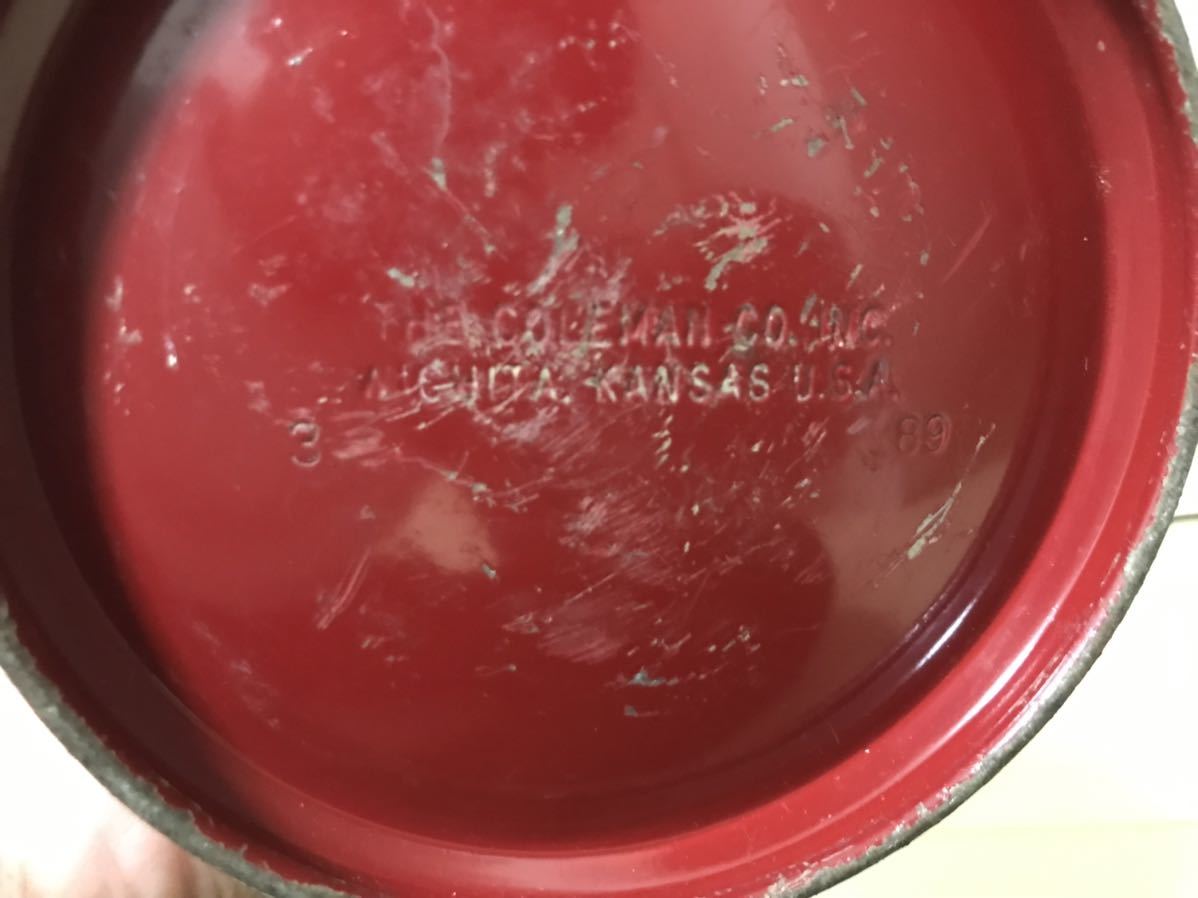 THE COLEMAN CO. INC.
WICHITA, KANSAS U.S.A.
3 89